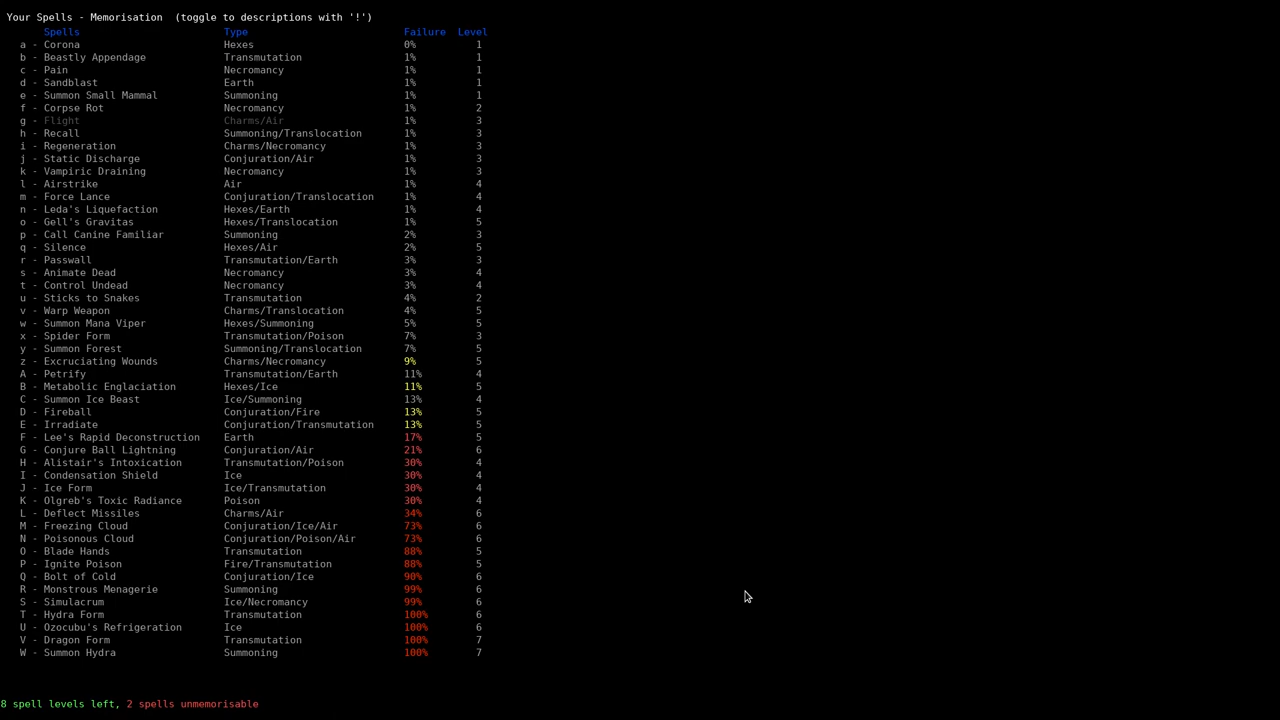 Your Spells - Memorisation  (toggle to descriptions with '!')
Spells Type Failure Level
a - Corona Hexes 0% 1
b - Beastly Appendage Transmutation 1% 1
c - Pain Necromancy 1% 1
d - Sandblast Earth 1% 1
e - Summon Small Mammal Summoning 1% 1
f - Corpse Rot Necromancy 1% 2
g - Flight Charms/Air 1% 3
h - Recall Summoning/Translocation 1% 3
i - Regeneration Charms/Necromancy 1% 3
j - Static Discharge Conjuration/Air 1% 3
k - Vampiric Draining Necromancy 1% 3
l - Airstrike Air 1% 4
m - Force Lance Conjuration/Translocation 1% 4
n - Leda's Liquefaction Hexes/Earth 1% 4
o - Gell's Gravitas Hexes/Translocation 1% 5
p - Call Canine Familiar Summoning 2% 3
q - Silence Hexes/Air 2% 5
r - Passwall Transmutation/Earth 3% 3
s - Animate Dead Necromancy 3% 4
t - Control Undead Necromancy 3% 4
u - Sticks to Snakes Transmutation 4% 2
v - Warp Weapon Charms/Translocation 4% 5
w - Summon Mana Viper Hexes/Summoning 5% 5
x - Spider Form Transmutation/Poison 7% 3
y - Summon Forest Summoning/Translocation 7% 5
z - Excruciating Wounds Charms/Necromancy 9% 5
A - Petrify Transmutation/Earth 11% 4
B - Metabolic Englaciation Hexes/Ice 11% 5
C - Summon Ice Beast Ice/Summoning 13% 4
D - Fireball Conjuration/Fire 13% 5
E - Irradiate Conjuration/Transmutation 13% 5
F - Lee's Rapid Deconstruction Earth 17% 5
G - Conjure Ball Lightning Conjuration/Air 21% 6
H - Alistair's Intoxication Transmutation/Poison 30% 4
I - Condensation Shield Ice 30% 4
J - Ice Form Ice/Transmutation 30% 4
K - Olgreb's Toxic Radiance Poison 30% 4
L - Deflect Missiles Charms/Air 34% 6
M - Freezing Cloud Conjuration/Ice/Air 73% 6
N - Poisonous Cloud Conjuration/Poison/Air 73% 6
O - Blade Hands Transmutation 88% 5
P - Ignite Poison Fire/Transmutation 88% 5
Q - Bolt of Cold Conjuration/Ice 90% 6
R - Monstrous Menagerie Summoning 99% 6
S - Simulacrum Ice/Necromancy 99% 6
T - Hydra Form Transmutation 100% 6
U - Ozocubu's Refrigeration Ice 100% 6
V - Dragon Form Transmutation 100% 7
W - Summon Hydra Summoning 100% 7
8 spell levels left, 2 spells unmemorisable